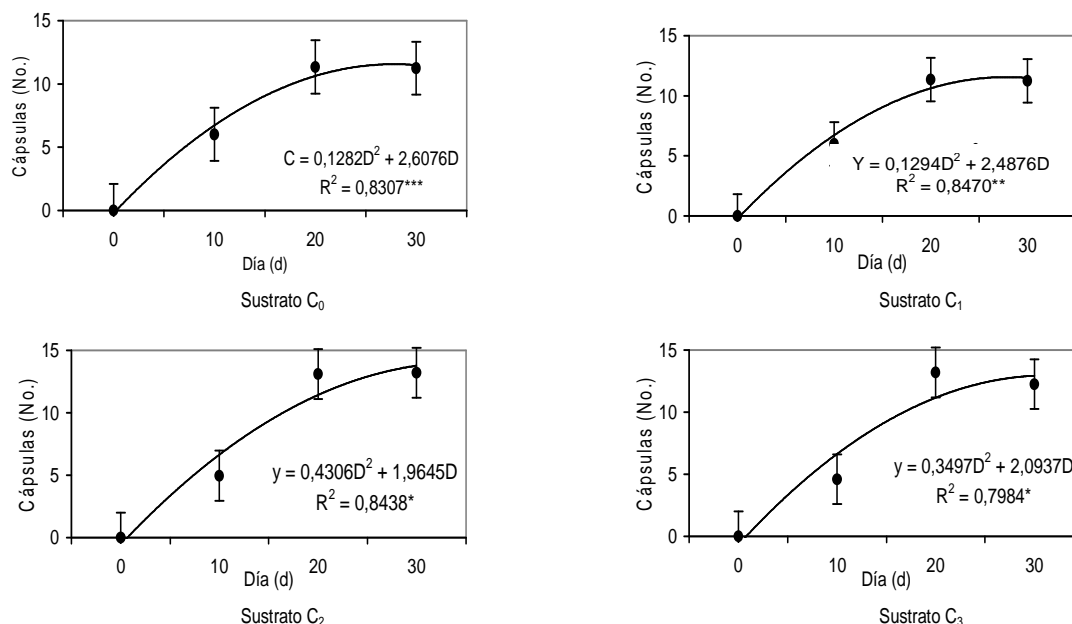 15
10
5
0
Cápsulas (No.)
C = 0,1282D² + 2,6076D
R² = 0,8307***
0 10 20 30
Día (d)
Sustrato C₀
15
10
5
0
Cápsulas (No.)
Y = 0,1294D² + 2,4876D
R² = 0,8470**
0 10 20 30
Día (d)
Sustrato C₁
15
10
5
0
Cápsulas (No.)
y = 0,4306D² + 1,9645D
R² = 0,8438*
0 10 20 30
Día (d)
Sustrato C₂
15
10
5
0
Cápsulas (No.)
y = 0,3497D² + 2,0937D
R² = 0,7984*
0 10 20 30
Día (d)
Sustrato C₃